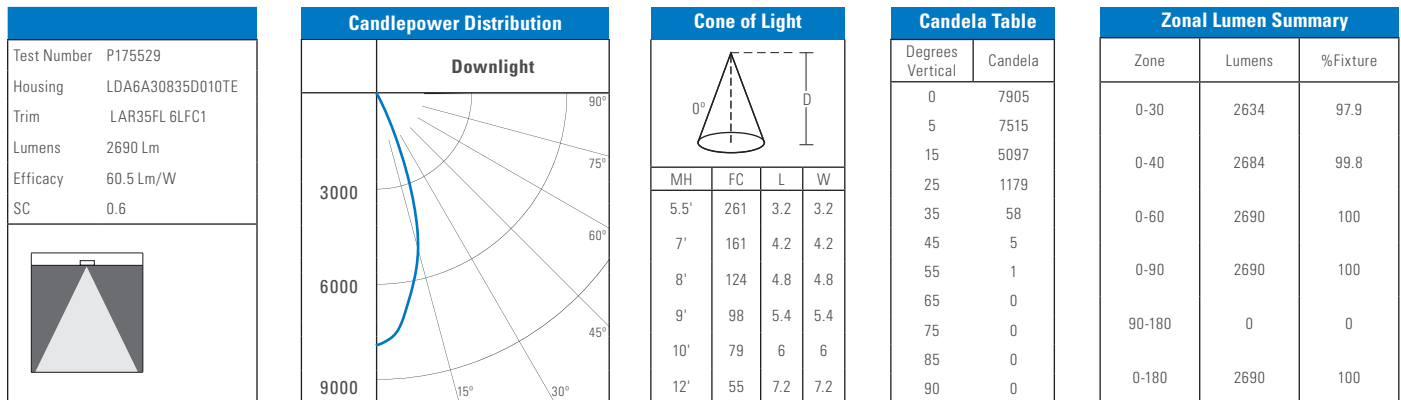 Test Number P175529
Housing LDA6A30835D010TE
Trim LAR35FL 6LFC1
Lumens 2690 Lm
Efficacy 60.5 Lm/W
SC 0.6
Candlepower Distribution
Downlight
90°
75°
3000
60°
6000
45°
9000
15°
30°
Cone of Light
0°
D
MH FC L W
5.5' 261 3.2 3.2
7' 161 4.2 4.2
8' 124 4.8 4.8
9' 98 5.4 5.4
10' 79 6 6
12' 55 7.2 7.2
Candela Table
Degrees
Vertical
Candela
0 7905
5 7515
15 5097
25 1179
35 58
45 5
55 1
65 0
75 0
85 0
90 0
Zonal Lumen Summary
Zone Lumens %Fixture
0-30 2634 97.9
0-40 2684 99.8
0-60 2690 100
0-90 2690 100
90-180 0 0
0-180 2690 100